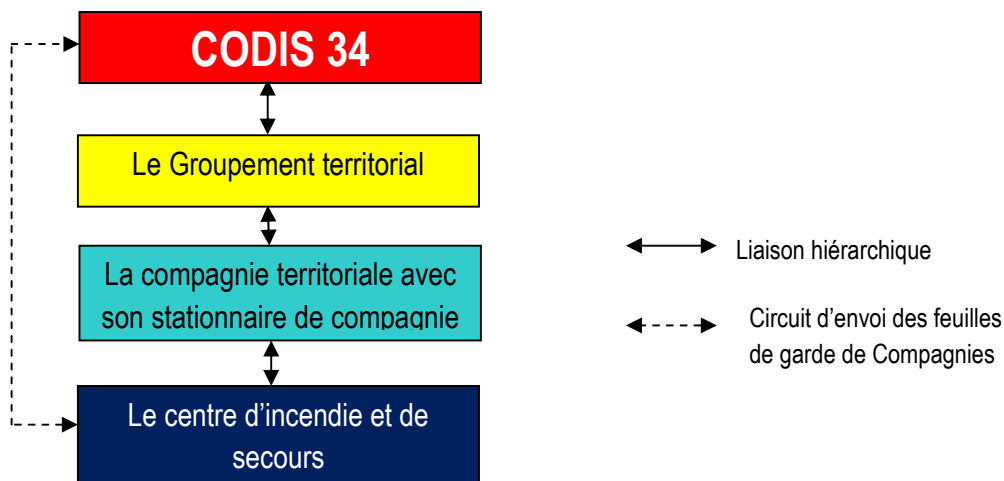 CODIS 34
Le Groupement territorial
La compagnie territoriale avec
son stationnaire de compagnie
Le centre d’incendie et de
secours
Liaison hiérarchique
Circuit d’envoi des feuilles
de garde de Compagnies